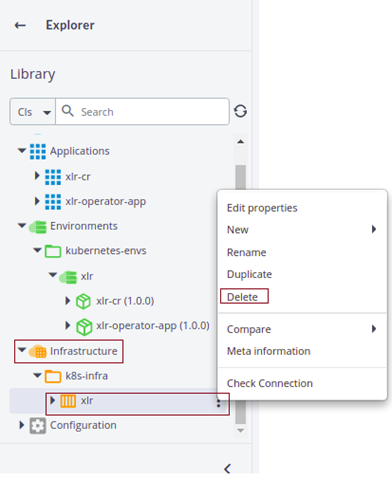 Explorer
Library
CIs
Search
Applications
xlr-cr
xlr-operator-app
Environments
kubernetes-envs
xlr
xlr-cr (1.0.0)
xlr-operator-app (1.0.0)
Infrastructure
k8s-infra
xlr
Configuration
Edit properties
New
Rename
Duplicate
Delete
Compare
Meta information
Check Connection